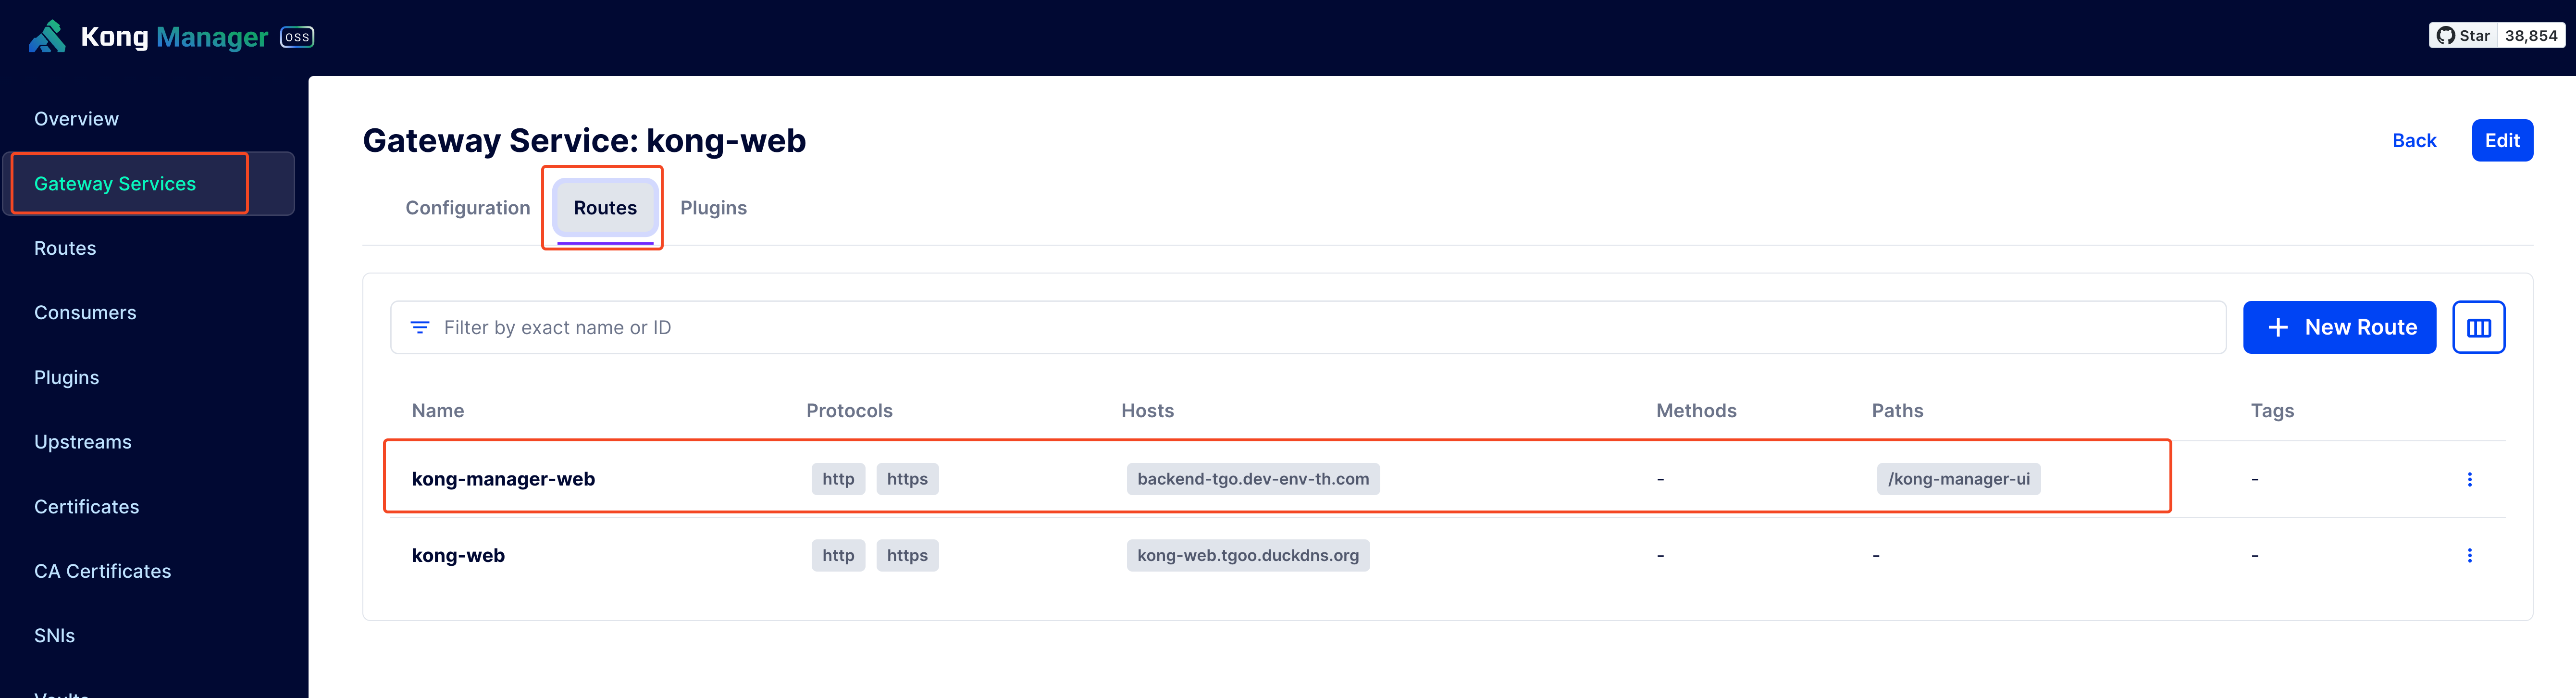 Kong Manager OSS
Star 38,854
Overview
Gateway Services
Routes
Consumers
Plugins
Upstreams
Certificates
CA Certificates
SNIs
Vaults
Gateway Service: kong-web
Back Edit
Configuration Routes Plugins
Filter by exact name or ID
New Route
Name Protocols Hosts Methods Paths Tags
kong-manager-web http https backend-tgo.dev-env-th.com - /kong-manager-ui -
kong-web http https kong-web.tgoo.duckdns.org - - -